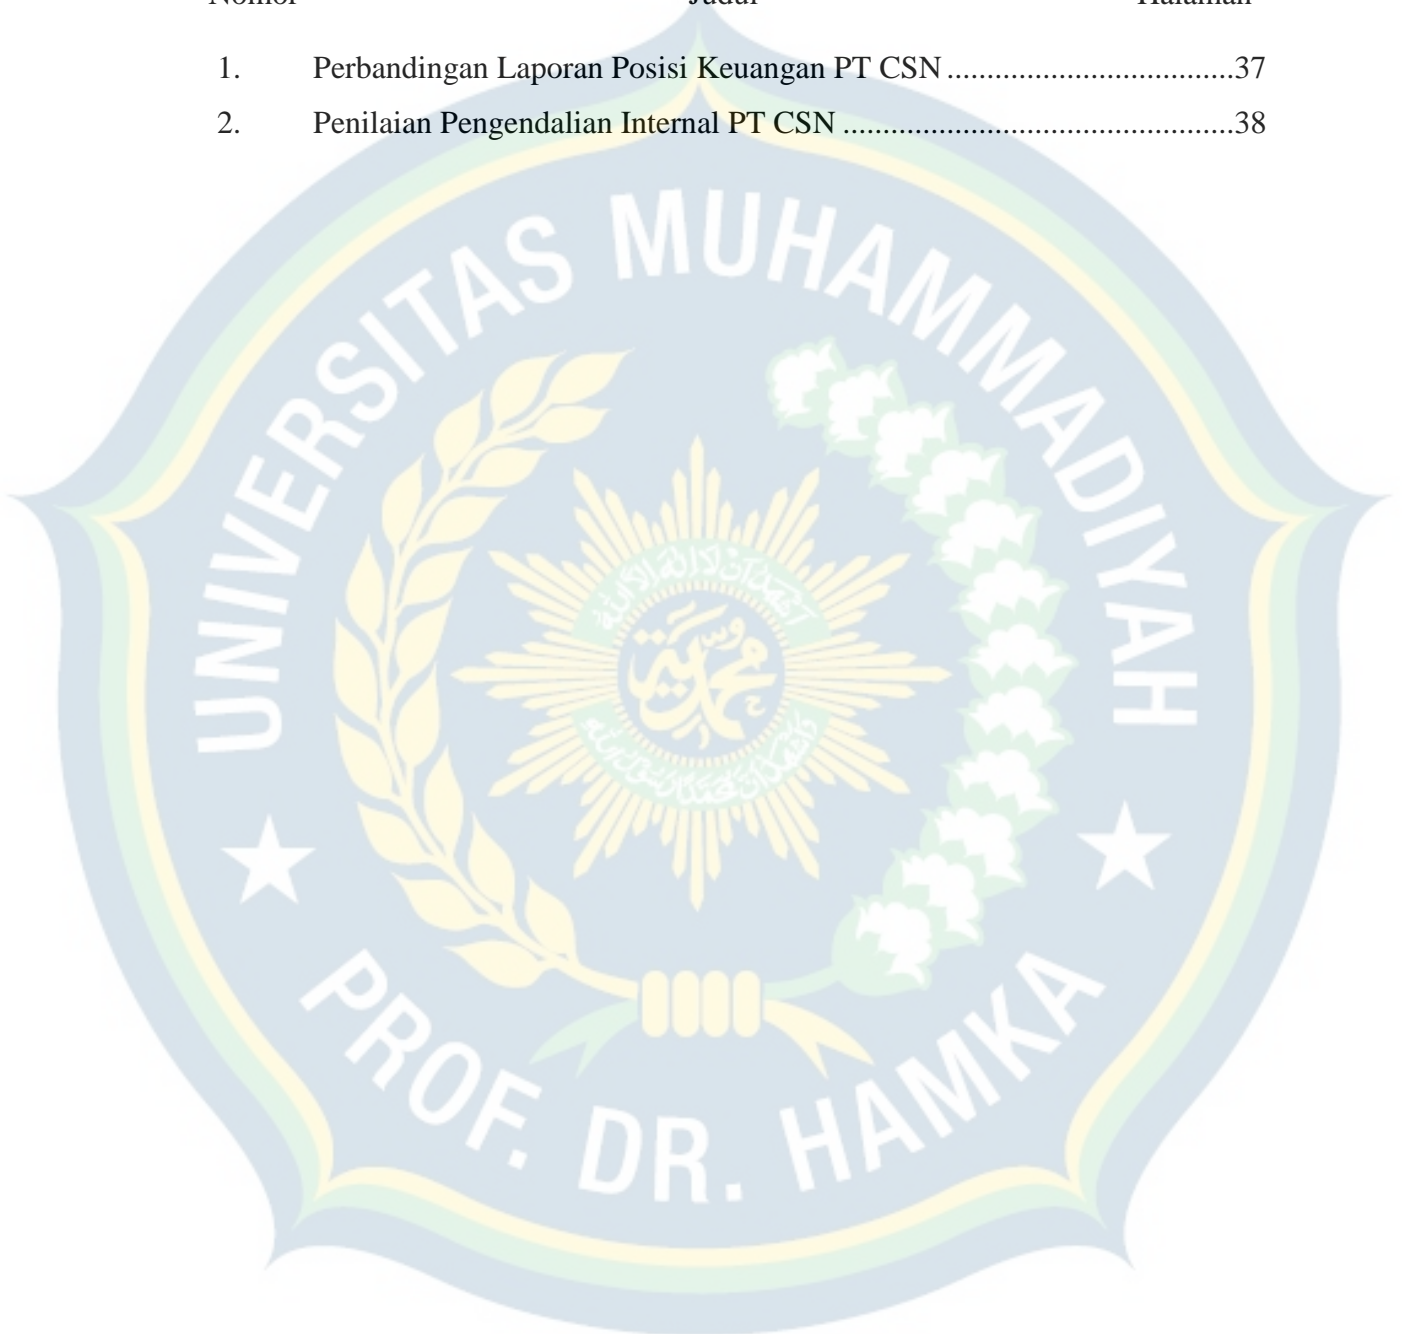 Nomor Judul Halaman
1. Perbandingan Laporan Posisi Keuangan PT CSN ..................................37
2. Penilaian Pengendalian Internal PT CSN ..............................................38
UNIVERSITAS MUHAMMADIYAH
محمدية
PROF. DR. HAMKA